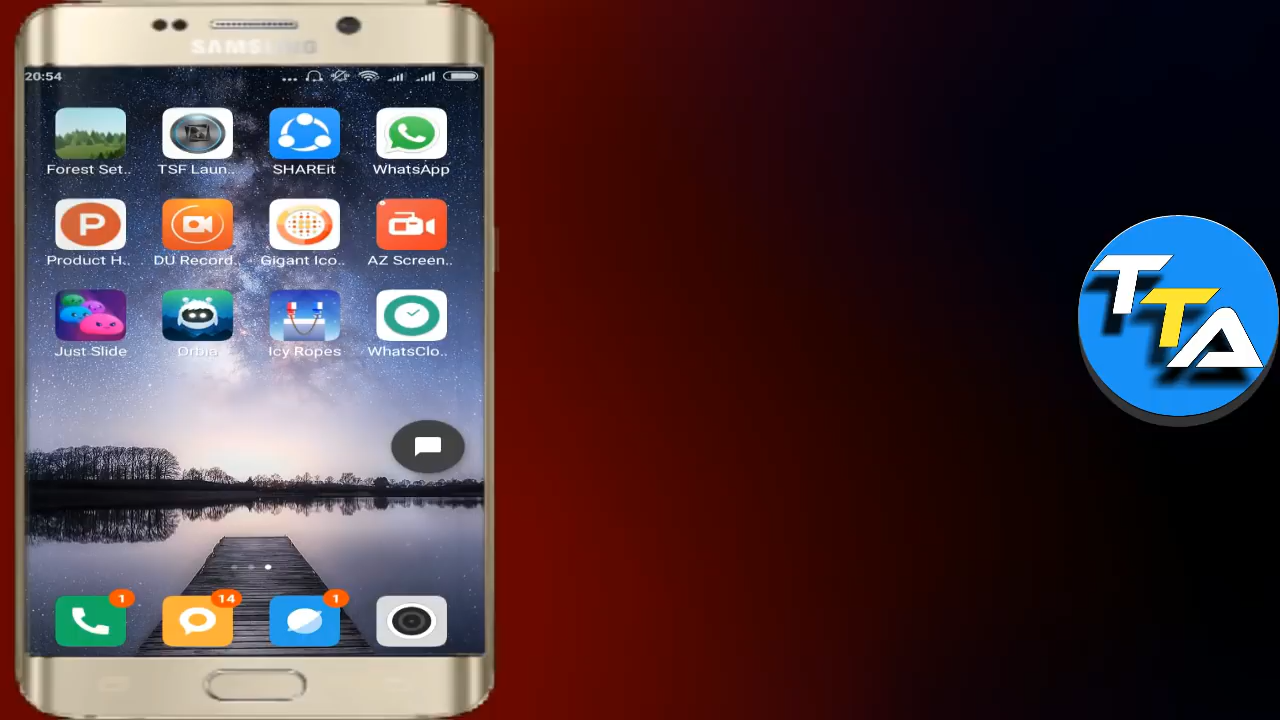 SAMSUNG
20:54
Forest Set..
TSF Laun..
SHAREit
WhatsApp
P
Product H..
DU Record..
Gigant Ico..
AZ Screen..
Just Slide
Orbia
Icy Ropes
WhatsClo..
1
14
1
TTA